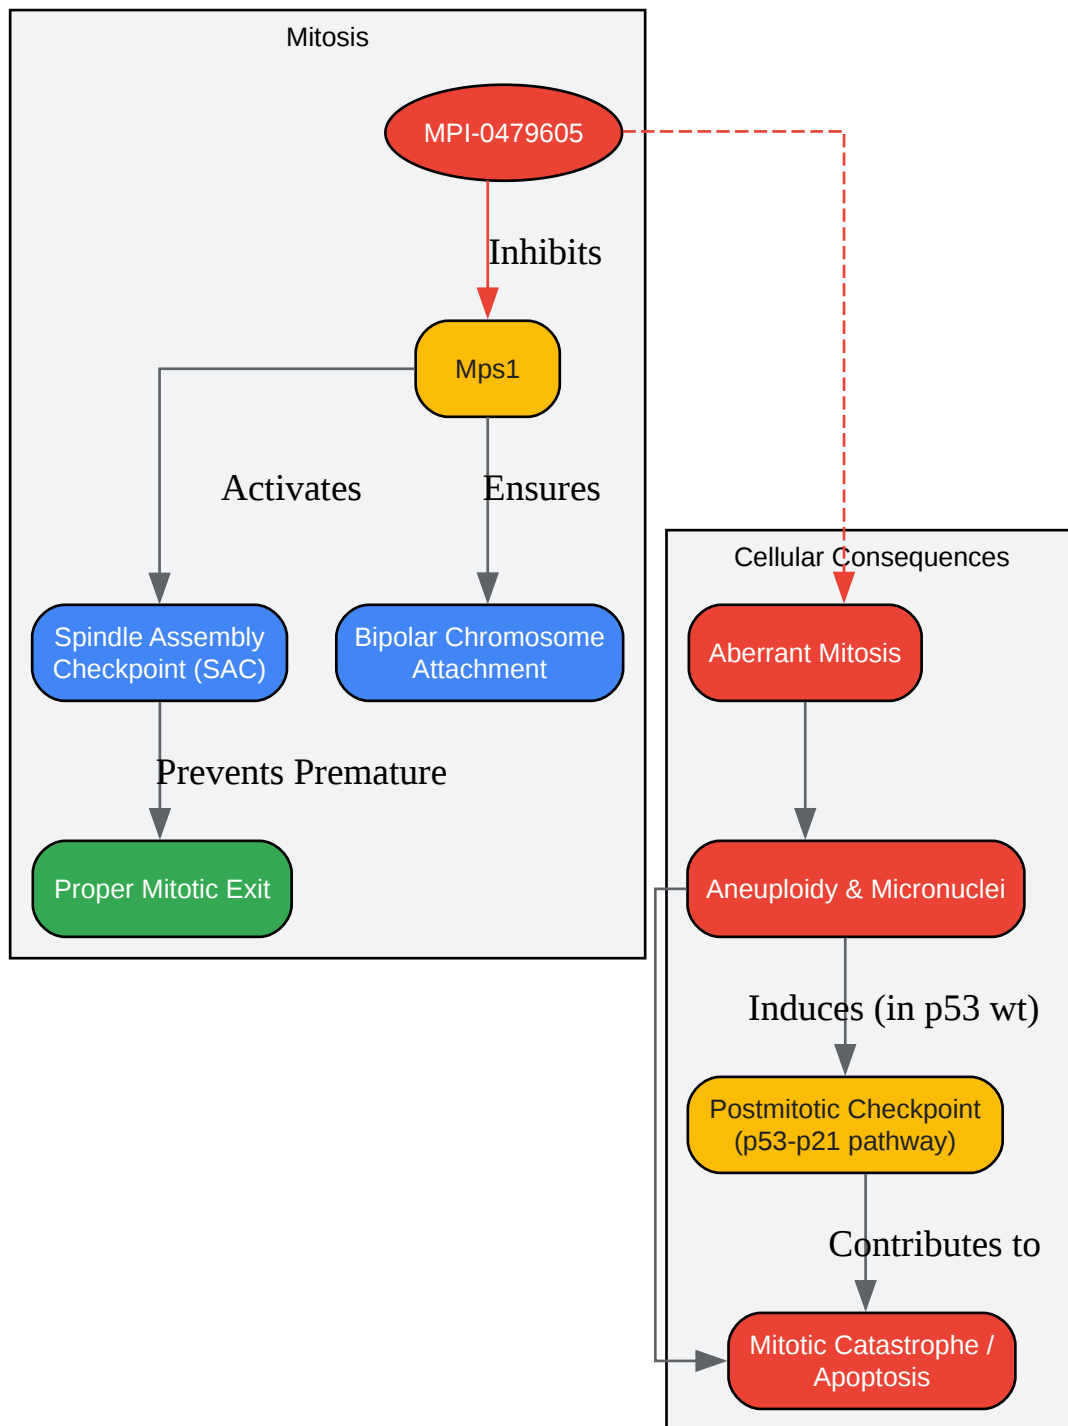 Mitosis
MPI-0479605
Inhibits
Mps1
Activates
Ensures
Spindle Assembly
Checkpoint (SAC)
Bipolar Chromosome
Attachment
Prevents Premature
Proper Mitotic Exit
Cellular Consequences
Aberrant Mitosis
Aneuploidy & Micronuclei
Induces (in p53 wt)
Postmitotic Checkpoint
(p53-p21 pathway)
Contributes to
Mitotic Catastrophe /
Apoptosis